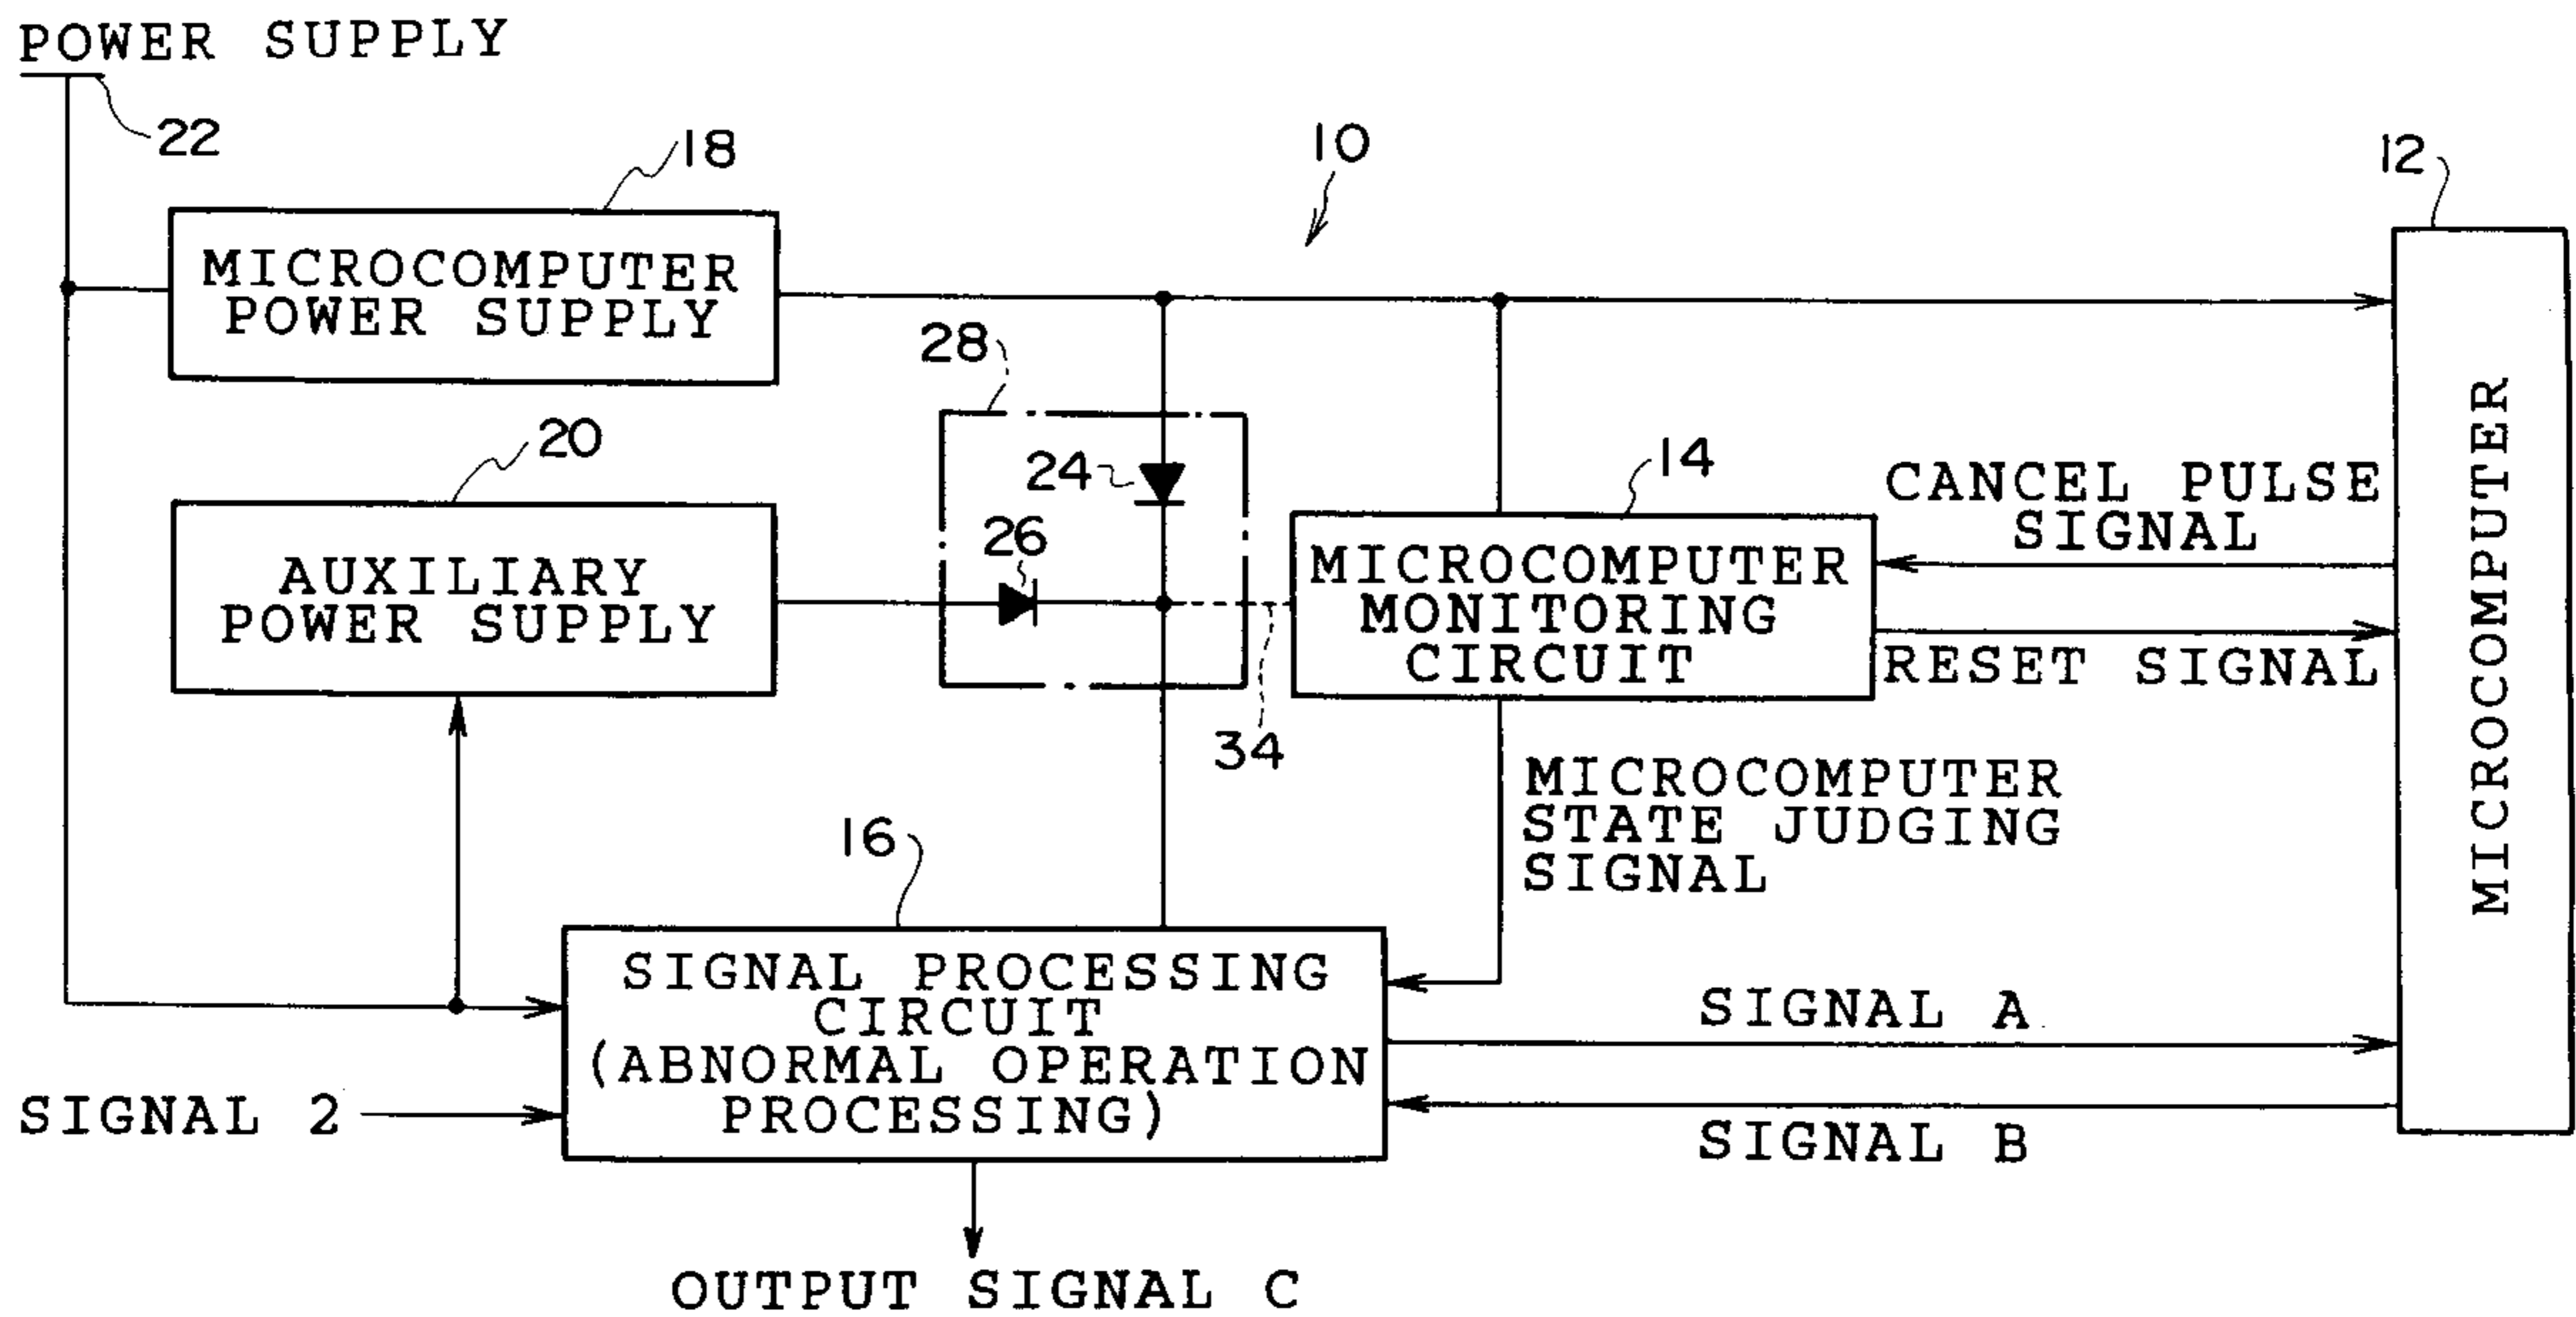 POWER SUPPLY
22
18
10
12
MICROCOMPUTER
POWER SUPPLY
28
20
24
14
CANCEL PULSE
SIGNAL
26
AUXILIARY
POWER SUPPLY
MICROCOMPUTER
MONITORING
CIRCUIT
RESET SIGNAL
MICROCOMPUTER
34
MICROCOMPUTER
STATE JUDGING
SIGNAL
16
SIGNAL PROCESSING
CIRCUIT
(ABNORMAL OPERATION
PROCESSING)
SIGNAL A
SIGNAL 2
SIGNAL B
OUTPUT SIGNAL C